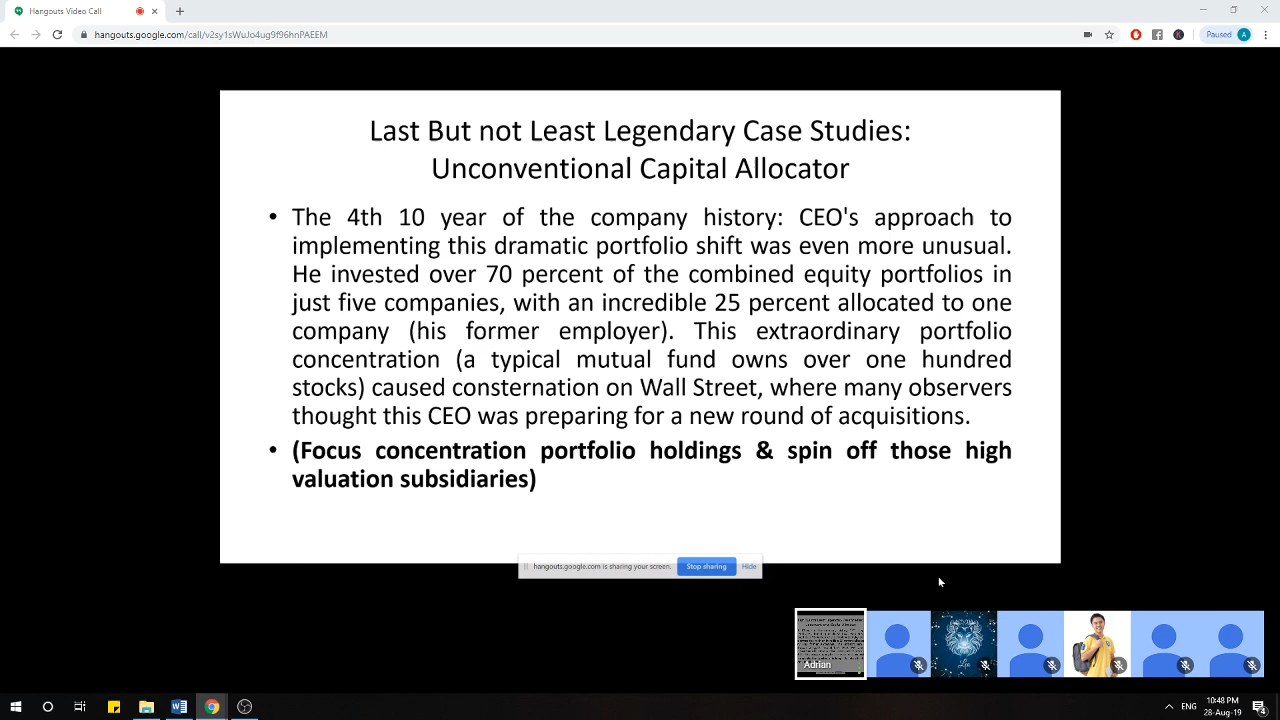 Hangouts Video Call
hangouts.google.com/call/v2sy1sWuJo4ug9f96hnPAEEM
Paused
A
Last But not Least Legendary Case Studies:
Unconventional Capital Allocator
• The 4th 10 year of the company history: CEO's approach to
implementing this dramatic portfolio shift was even more unusual.
He invested over 70 percent of the combined equity portfolios in
just five companies, with an incredible 25 percent allocated to one
company (his former employer). This extraordinary portfolio
concentration (a typical mutual fund owns over one hundred
stocks) caused consternation on Wall Street, where many observers
thought this CEO was preparing for a new round of acquisitions.
• (Focus concentration portfolio holdings & spin off those high
valuation subsidiaries)
hangouts.google.com is sharing your screen.
Stop sharing
Hide
Adrian
Leo
ENG
10:48 PM
28-Aug-19
4